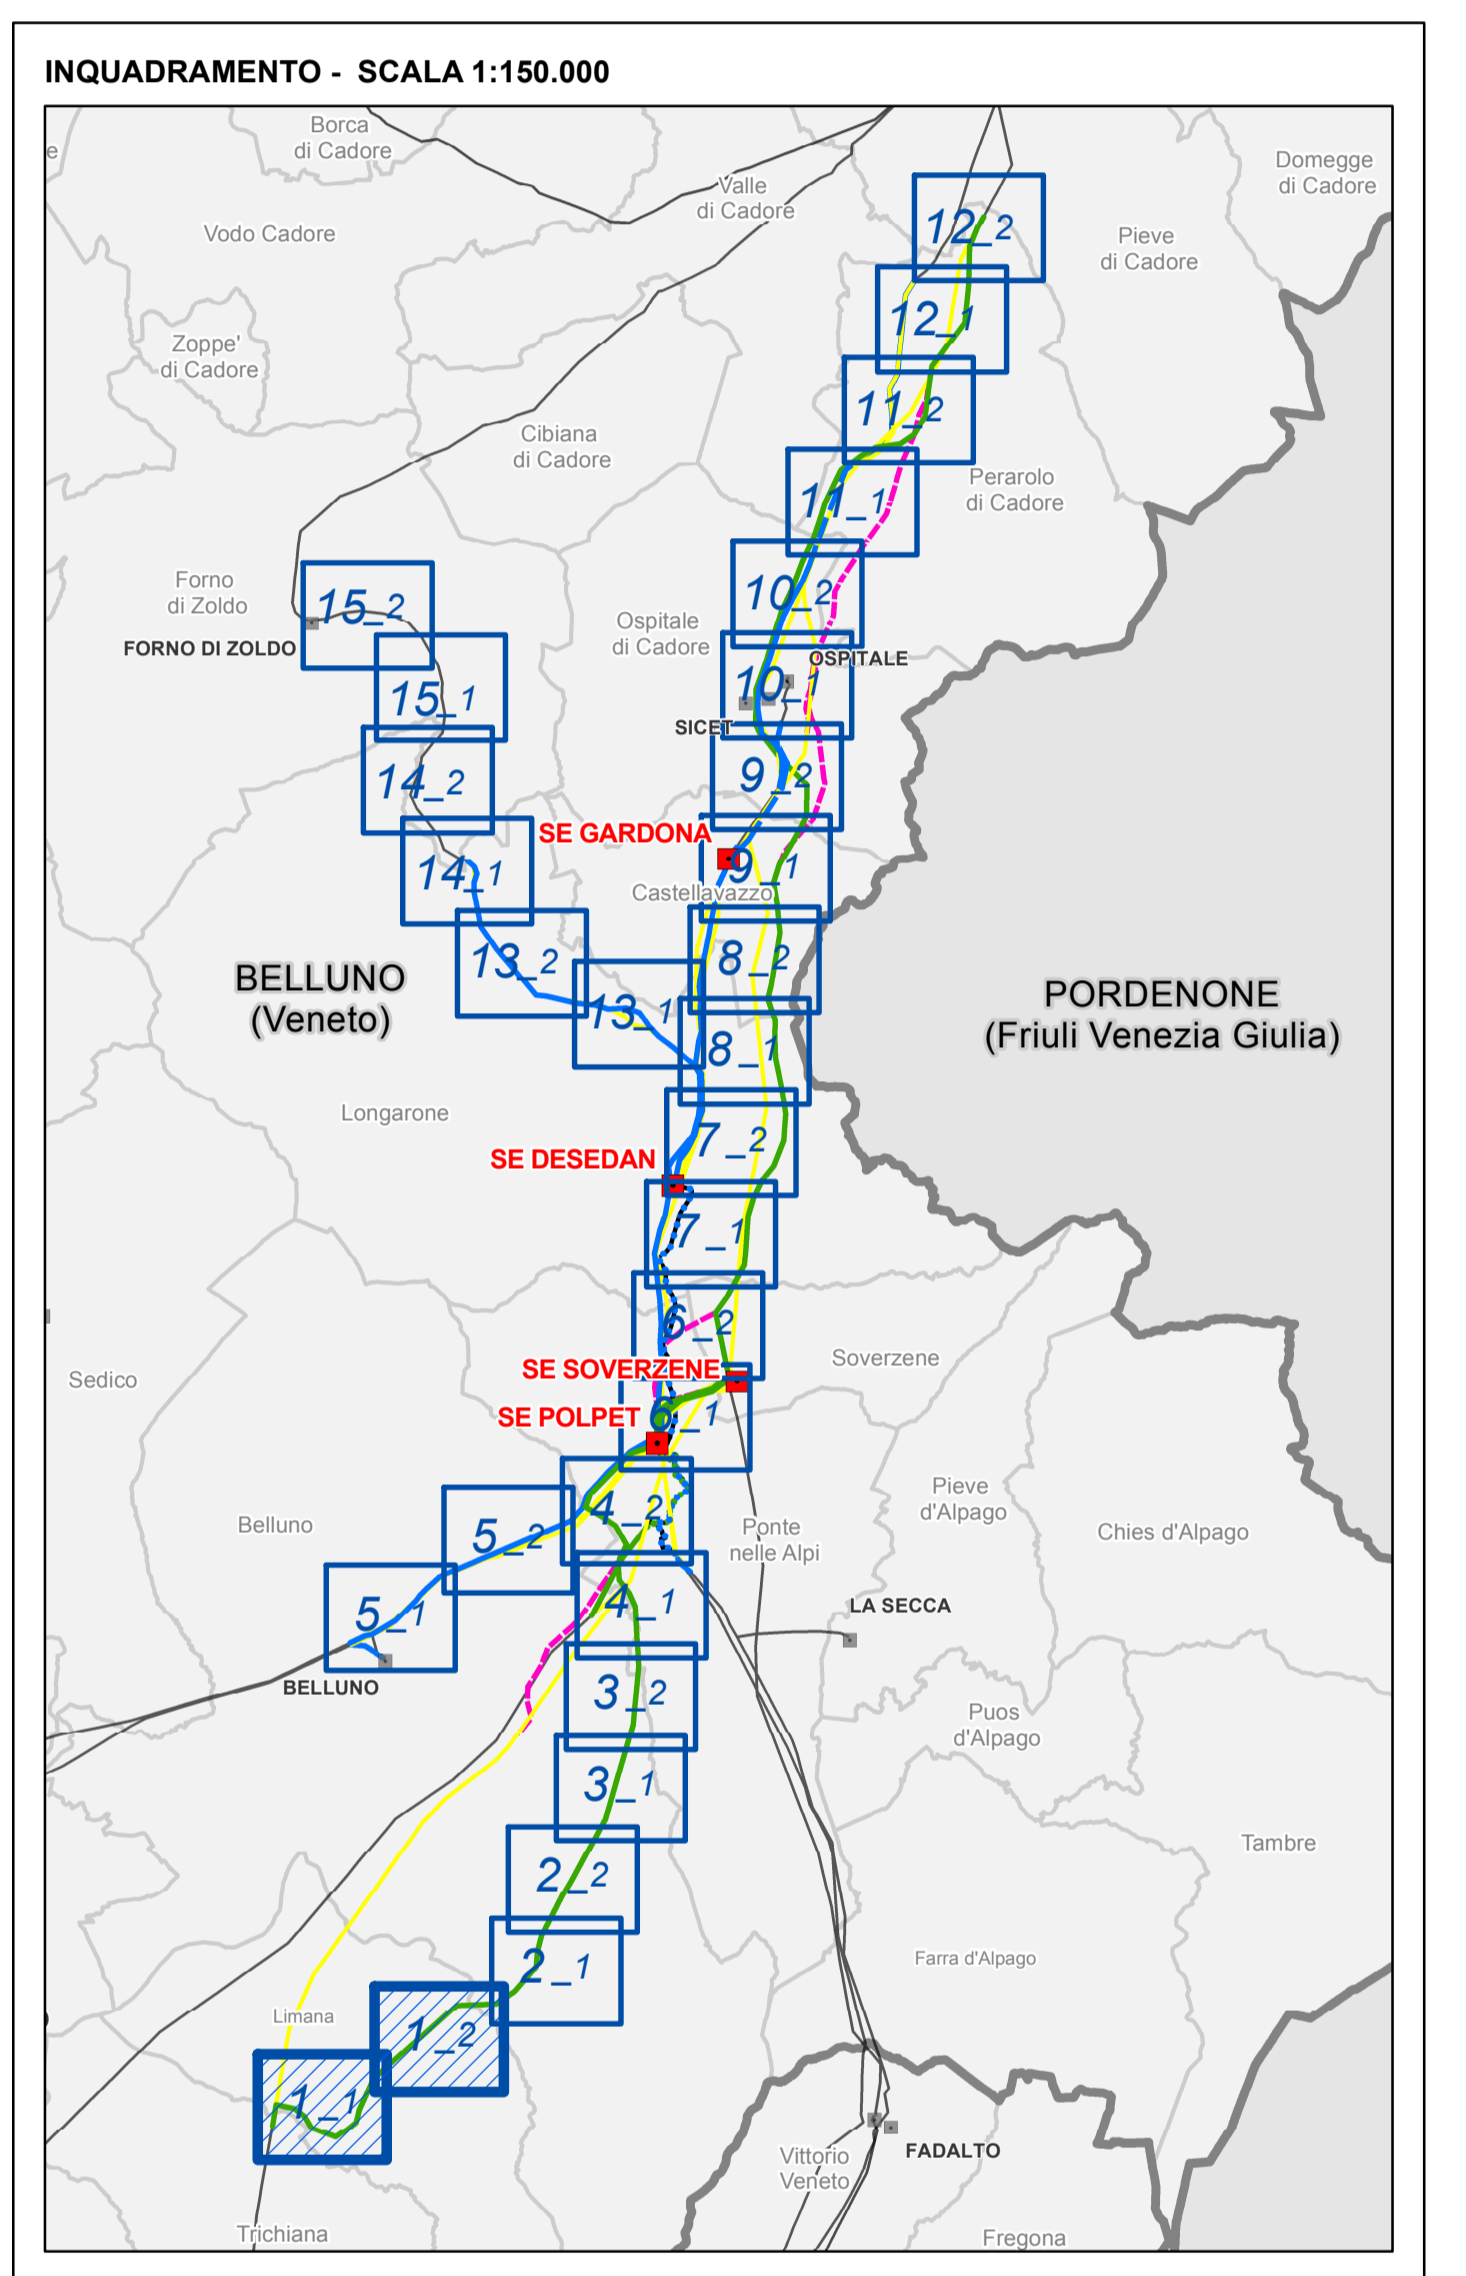 INQUADRAMENTO - SCALA 1:150.000
Borca
di Cadore
e
Domegge
di Cadore
Valle
di Cadore
12_2
Vodo Cadore
Pieve
di Cadore
12_1
Zoppe'
di Cadore
11_2
Cibiana
di Cadore
Perarolo
di Cadore
11_1
Forno
di Zoldo
15_2
10_2
Ospitale
di Cadore
FORNO DI ZOLDO
OSPITALE
15_1
10_1
SICET
14_2
9_2
SE GARDONA
14_1
9_1
Castellavazzo
13_2
8_2
BELLUNO
(Veneto)
PORDENONE
(Friuli Venezia Giulia)
13_1
8_1
Longarone
7_2
SE DESEDAN
7_1
6_2
Soverzene
SE SOVERZENE
Sedico
SE POLPET
6_1
Pieve
d'Alpago
4_2
5_2
Belluno
Ponte
nelle Alpi
Chies d'Alpago
4_1
5_1
LA SECCA
BELLUNO
3_2
Puos
d'Alpago
3_1
Tambre
2_2
2_1
Farra d'Alpago
Limana
1_2
1_1
FADALTO
Vittorio
Veneto
Trichiana
Fregona